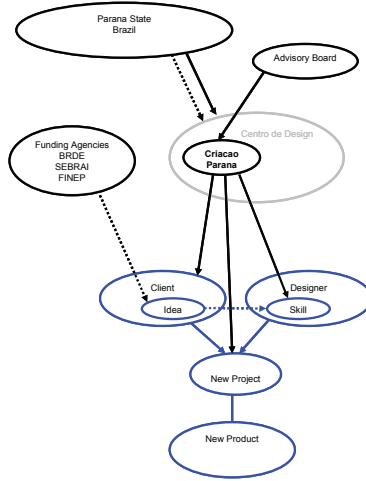 Parana State
Brazil
Advisory Board
Centro de Design
Funding Agencies
BRDE
SEBRAI
FINEP
Criacao
Parana
Client
Designer
Idea
Skill
New Project
New Product